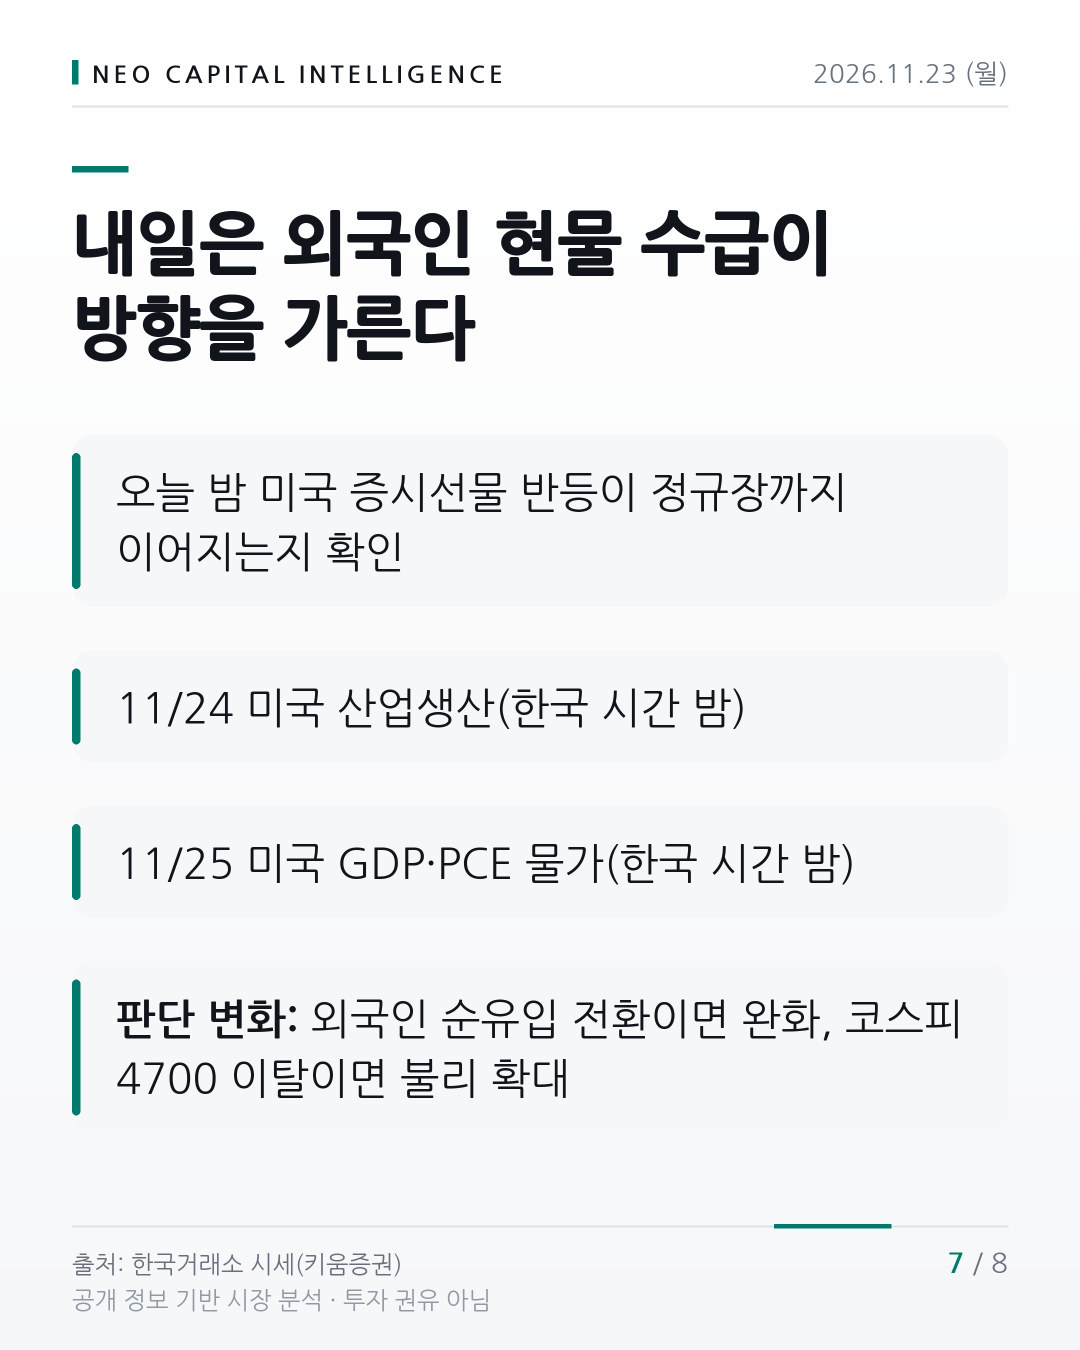 NEO CAPITAL INTELLIGENCE
2026.11.23 (월)
내일은 외국인 현물 수급이
방향을 가른다
오늘 밤 미국 증시선물 반등이 정규장까지
이어지는지 확인
11/24 미국 산업생산(한국 시간 밤)
11/25 미국 GDP·PCE 물가(한국 시간 밤)
판단 변화: 외국인 순유입 전환이면 완화, 코스피
4700 이탈이면 불리 확대
출처: 한국거래소 시세(키움증권)
7 / 8
공개 정보 기반 시장 분석 · 투자 권유 아님